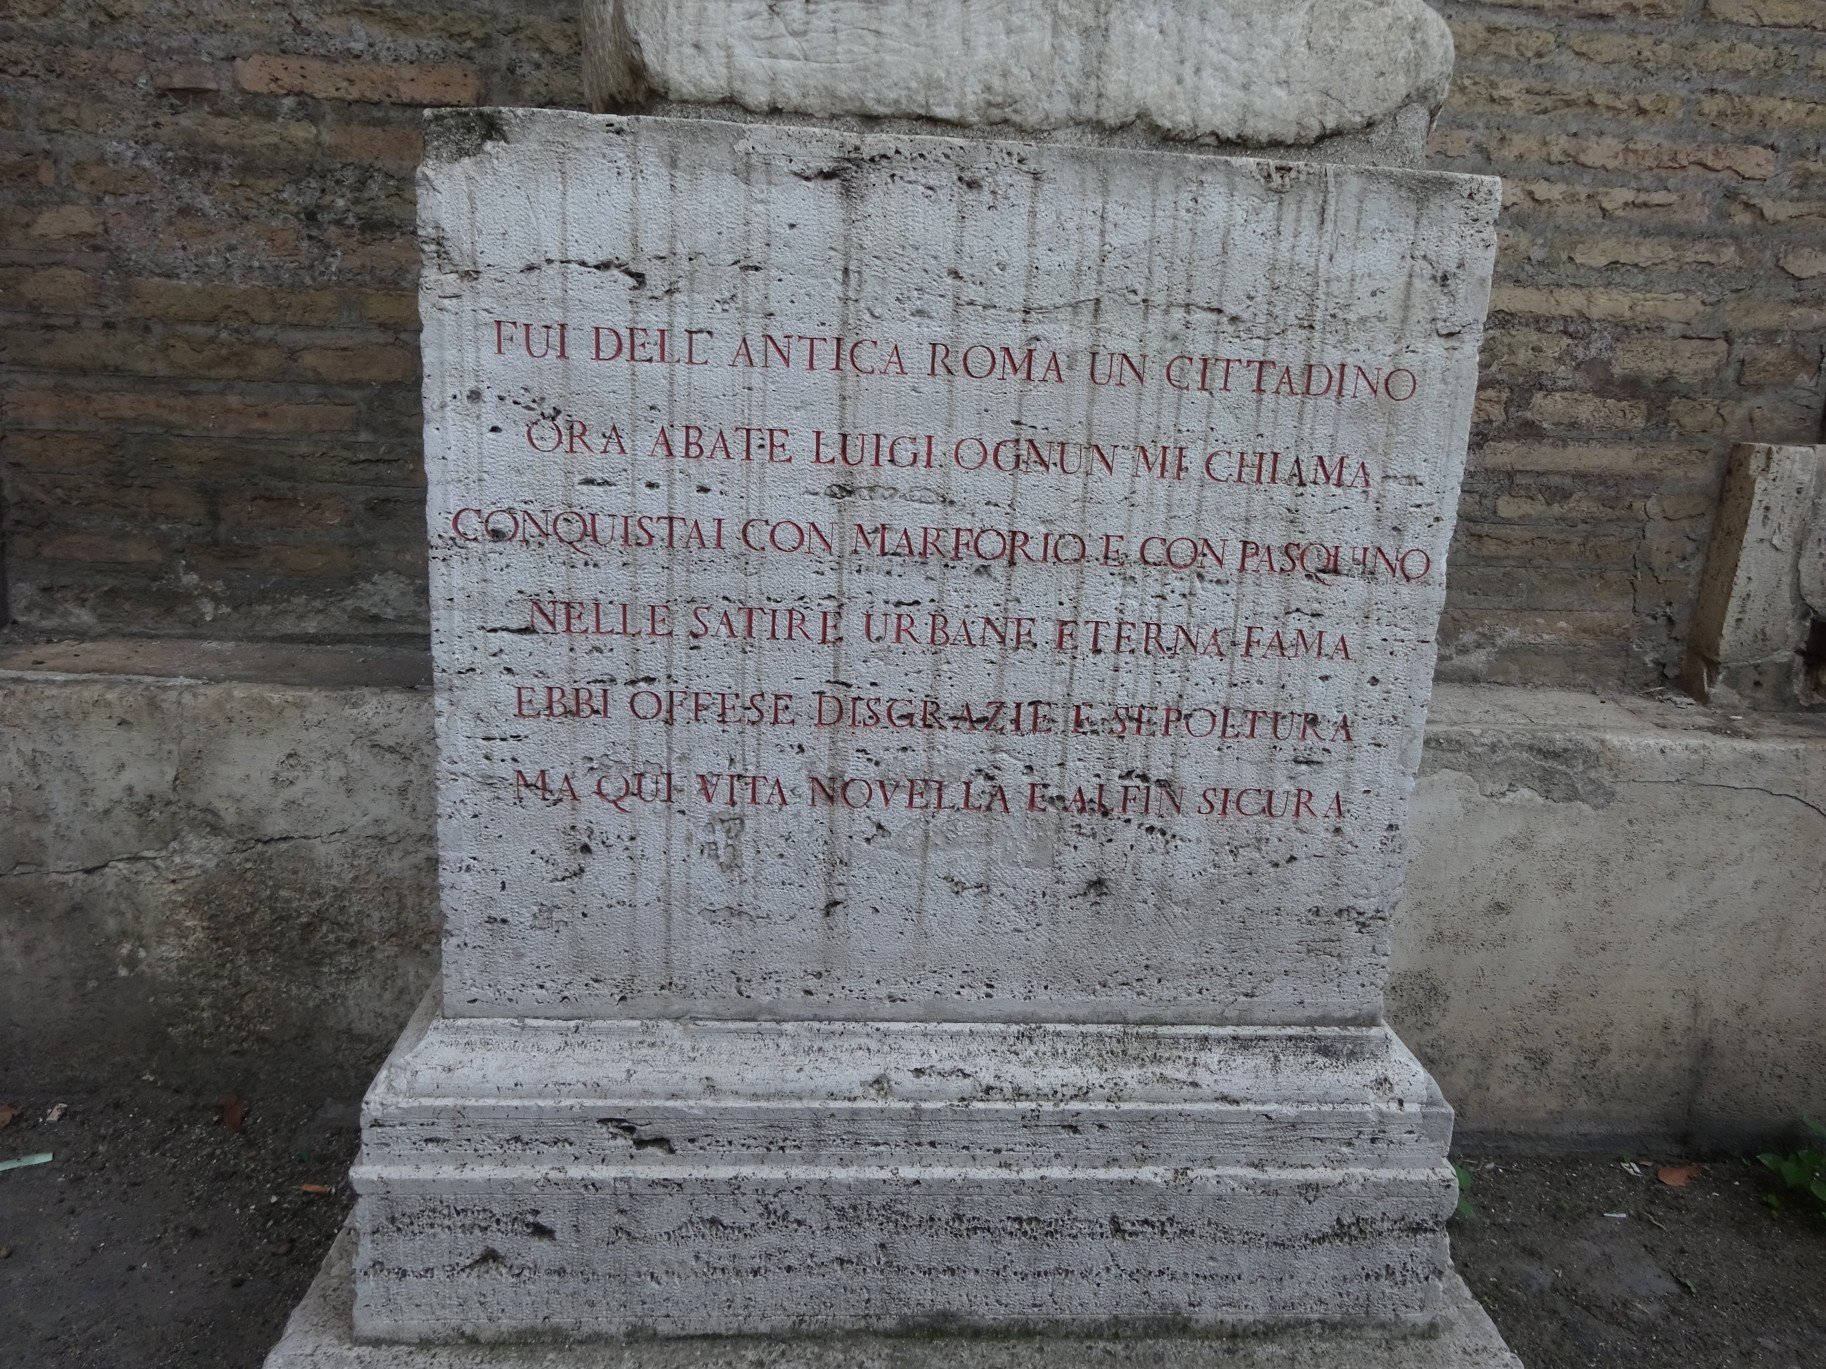 FUI DELL' ANTICA ROMA UN CITTADINO
ORA ABATE LUIGI OGNUN MI CHIAMA
CONQUISTAI CON MARFORIO E CON PASQUINO
NELLE SATIRE URBANE ETERNA FAMA
EBBI OFFESE DISGRAZIE E SEPOLTURA
MA QUI VITA NOVELLA E ALFIN SICURA